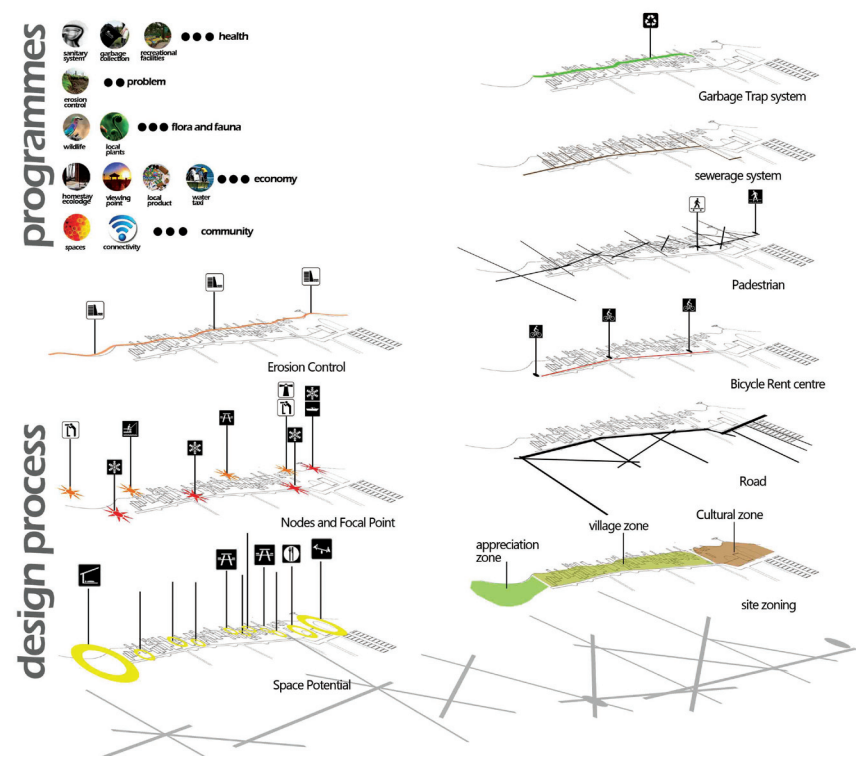 programmes
sanitary system
garbage collection
recreational facilities
health
erosion control
problem
wildlife
local plants
flora and fauna
homestay ecolodge
viewing point
local product
water taxi
economy
spaces
connectivity
community
design process
Erosion Control
Nodes and Focal Point
Space Potential
Garbage Trap system
sewerage system
Padestrian
Bicycle Rent centre
Road
appreciation
zone
village zone
Cultural zone
site zoning